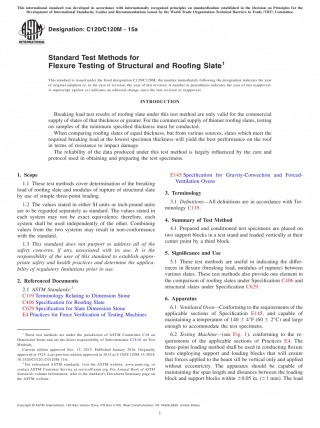 This international standard was developed in accordance with internationally recognized principles on standardization established in the Decision on Principles for the
Development of International Standards, Guides and Recommendations issued by the World Trade Organization Technical Barriers to Trade (TBT) Committee.
Designation: C120/C120M − 15a
Standard Test Methods for
Flexure Testing of Structural and Roofing Slate1
This standard is issued under the fixed designation C120/C120M; the number immediately following the designation indicates the year
of original adoption or, in the case of revision, the year of last revision. A number in parentheses indicates the year of last reapproval.
A superscript epsilon (ε) indicates an editorial change since the last revision or reapproval.
INTRODUCTION
Breaking load test results of roofing slate under this test method are only valid for the commercial
supply of slates of that thickness or greater. For the commercial supply of thinner roofing slates, testing
on samples of the minimum specified thickness must be conducted.
When comparing roofing slates of equal thickness, but from various sources, slates which meet the
required breaking load at the lowest specimen thickness will yield the best performance on the roof
in terms of resistance to impact damage.
The reliability of the data produced under this test method is largely influenced by the care and
protocol used in obtaining and preparing the test specimens.
1. Scope
1.1 These test methods cover determination of the breaking
load of roofing slate and modulus of rupture of structural slate
by use of simple three-point loading.
1.2 The values stated in either SI units or inch-pound units
are to be regarded separately as standard. The values stated in
each system may not be exact equivalents; therefore, each
system shall be used independently of the other. Combining
values from the two systems may result in non-conformance
with the standard.
1.3 This standard does not purport to address all of the
safety concerns, if any, associated with its use. It is the
responsibility of the user of this standard to establish appro-
priate safety and health practices and determine the applica-
bility of regulatory limitations prior to use.
2. Referenced Documents
2.1 ASTM Standards:2
C119 Terminology Relating to Dimension Stone
C406 Specification for Roofing Slate
C629 Specification for Slate Dimension Stone
E4 Practices for Force Verification of Testing Machines
1 These test methods are under the jurisdiction of ASTM Committee C18 on
Dimension Stone and are the direct responsibility of Subcommittee C18.01 on Test
Methods.
Current edition approved Nov. 15, 2015. Published January 2016. Originally
approved in 1925. Last previous edition approved in 2015 as C120/C120M – 15.
2 For referenced ASTM standards, visit the ASTM website, www.astm.org, or
contact ASTM Customer Service at service@astm.org. For Annual Book of ASTM
Standards volume information, refer to the standard's Document Summary page on
the ASTM website.
E145 Specification for Gravity-Convection and Forced-
Ventilation Ovens
3. Terminology
3.1 Definitions—All definitions are in accordance with Ter-
minology C119.
4. Summary of Test Method
4.1 Prepared and conditioned test specimens are placed on
two support blocks in a test stand and loaded vertically at their
center point by a third block.
5. Significance and Use
5.1 These test methods are useful in indicating the differ-
ences in flexure (breaking load, modulus of rupture) between
various slates. These test methods also provide one element in
the comparison of roofing slates under Specification C406 and
structural slates under Specification C629.
6. Apparatus
6.1 Ventilated Oven—Conforming to the requirements of the
applicable sections of Specification E145, and capable of
maintaining a temperature of 140 ± 4°F (60 ± 2°C) and large
enough to accommodate the test specimens.
6.2 Testing Machine—(see Fig. 1), conforming to the re-
quirements of the applicable sections of Practices E4. The
three-point loading method shall be used in conducting flexure
tests employing support and loading blocks that will ensure
that forces applied to the beam till be vertical only and applied
without eccentricity. The apparatus should be capable of
maintaining the span length and distances between the loading
block and support blocks within ±0.05 in. (±1 mm). The load
Copyright © ASTM International, 100 Barr Harbor Drive, PO Box C700, West Conshohocken, PA 19428-2959. United States
1